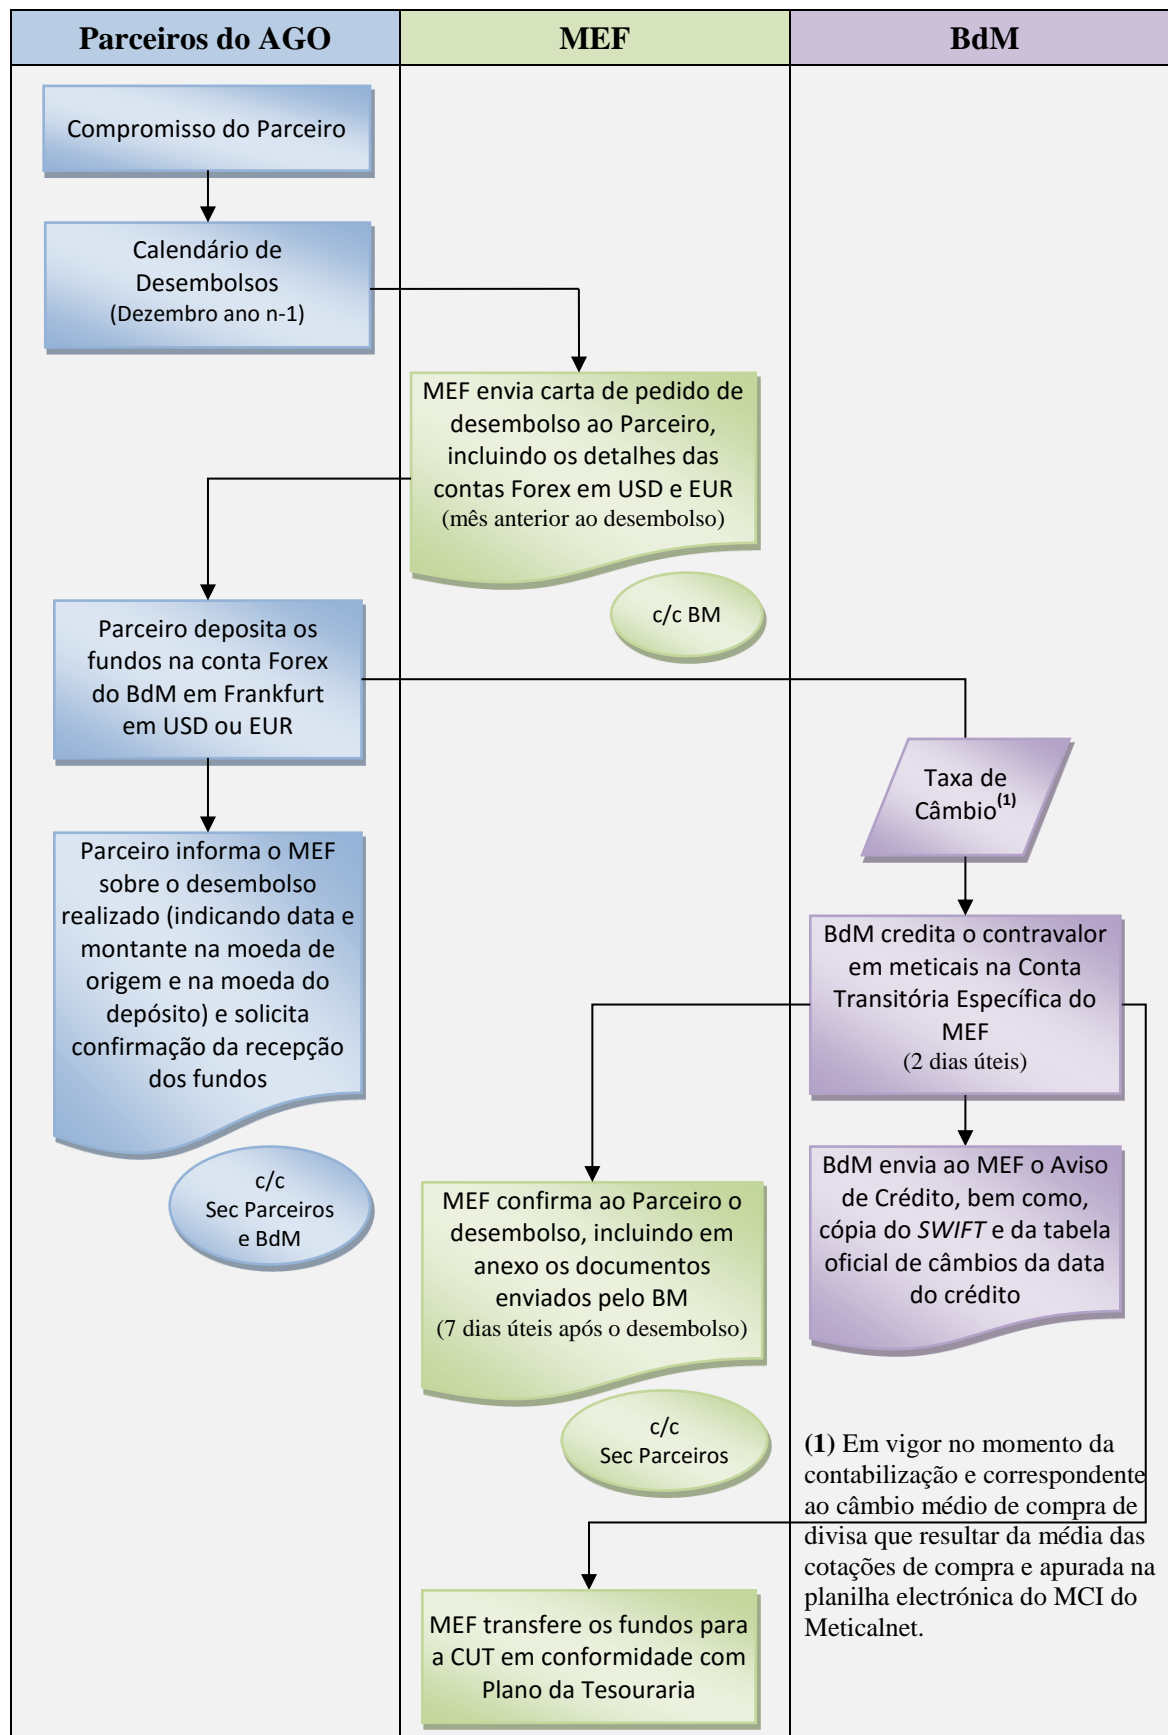 Parceiros do AGO
MEF
BdM
Compromisso do Parceiro
Calendário de
Desembolsos
(Dezembro ano n-1)
MEF envia carta de pedido de
desembolso ao Parceiro,
incluindo os detalhes das
contas Forex em USD e EUR
(mês anterior ao desembolso)
c/c BM
Parceiro deposita os
fundos na conta Forex
do BdM em Frankfurt
em USD ou EUR
Taxa de
Câmbio(1)
Parceiro informa o MEF
sobre o desembolso
realizado (indicando data e
montante na moeda de
origem e na moeda do
depósito) e solicita
confirmação da recepção
dos fundos
c/c
Sec Parceiros
e BdM
BdM credita o contravalor
em meticais na Conta
Transitória Específica do
MEF
(2 dias úteis)
BdM envia ao MEF o Aviso
de Crédito, bem como,
cópia do SWIFT e da tabela
oficial de câmbios da data
do crédito
MEF confirma ao Parceiro o
desembolso, incluindo em
anexo os documentos
enviados pelo BM
(7 dias úteis após o desembolso)
c/c
Sec Parceiros
(1) Em vigor no momento da
contabilização e correspondente
ao câmbio médio de compra de
divisa que resultar da média das
cotações de compra e apurada na
planilha electrónica do MCI do
Meticalnet.
MEF transfere os fundos para
a CUT em conformidade com
Plano da Tesouraria